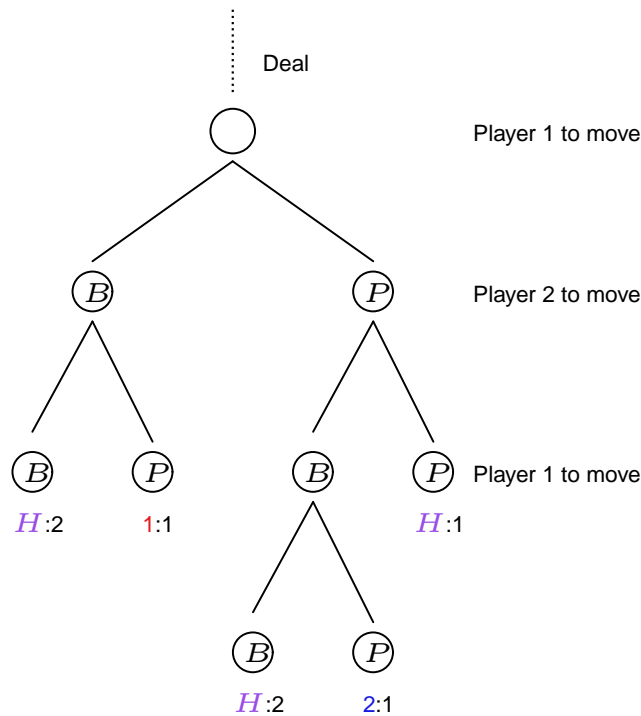 Deal
Player 1 to move
B P Player 2 to move
B P B P Player 1 to move
H:2 1:1 H:1
B P
H:2 2:1